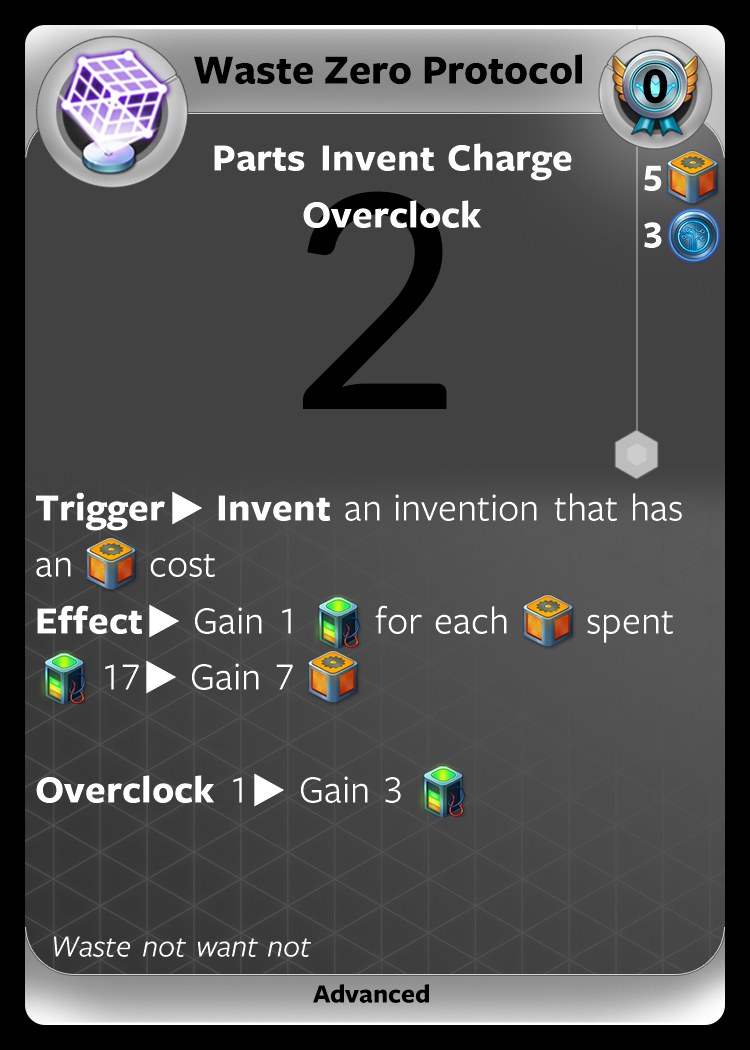 Waste Zero Protocol
0
Parts Invent Charge
Overclock
5
3
2
Trigger▶ Invent an invention that has
an cost
Effect▶ Gain 1 for each spent
17▶ Gain 7
Overclock 1▶ Gain 3
Waste not want not
Advanced